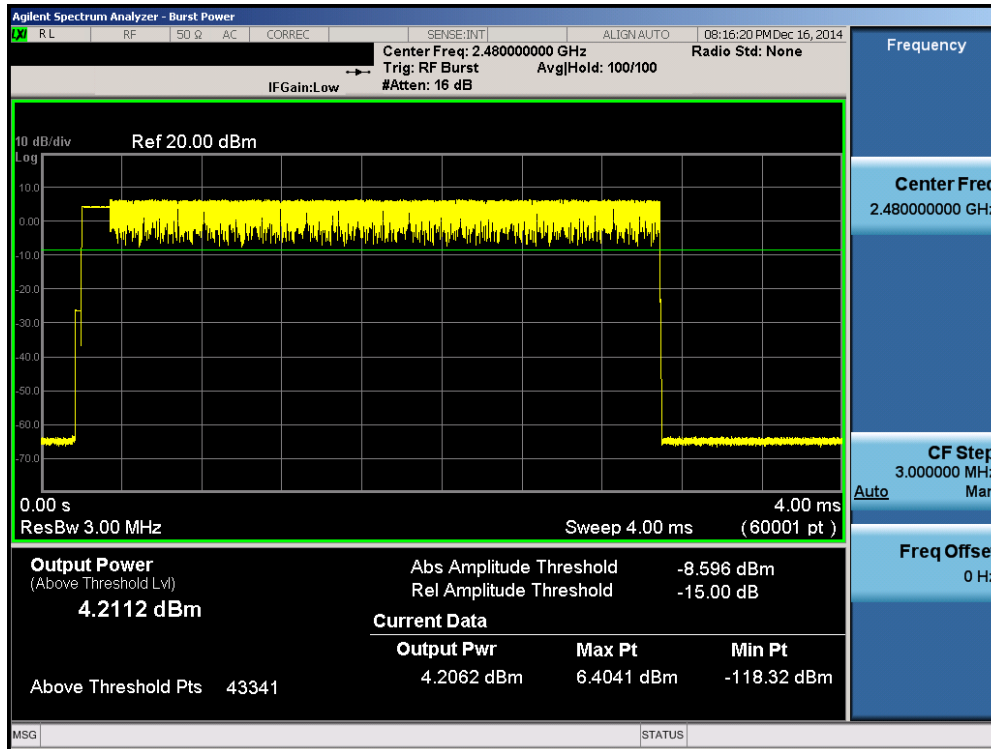 Agilent Spectrum Analyzer - Burst Power
LXI RL RF 50 Ω AC CORREC SENSE:INT ALIGN AUTO 08:16:20 PM Dec 16, 2014
Center Freq: 2.480000000 GHz Radio Std: None
Trig: RF Burst Avg|Hold: 100/100
IFGain:Low #Atten: 16 dB
Frequency
10 dB/div Ref 20.00 dBm
Log
10.0
0.00
-10.0
-20.0
-30.0
-40.0
-50.0
-60.0
-70.0
0.00 s 4.00 ms
ResBw 3.00 MHz Sweep 4.00 ms (60001 pt )
Center Freq
2.480000000 GHz
CF Step
3.000000 MHz
Auto Man
Freq Offset
0 Hz
Output Power
(Above Threshold Lvl)
4.2112 dBm
Above Threshold Pts 43341
Abs Amplitude Threshold -8.596 dBm
Rel Amplitude Threshold -15.00 dB
Current Data
Output Pwr Max Pt Min Pt
4.2062 dBm 6.4041 dBm -118.32 dBm
MSG STATUS